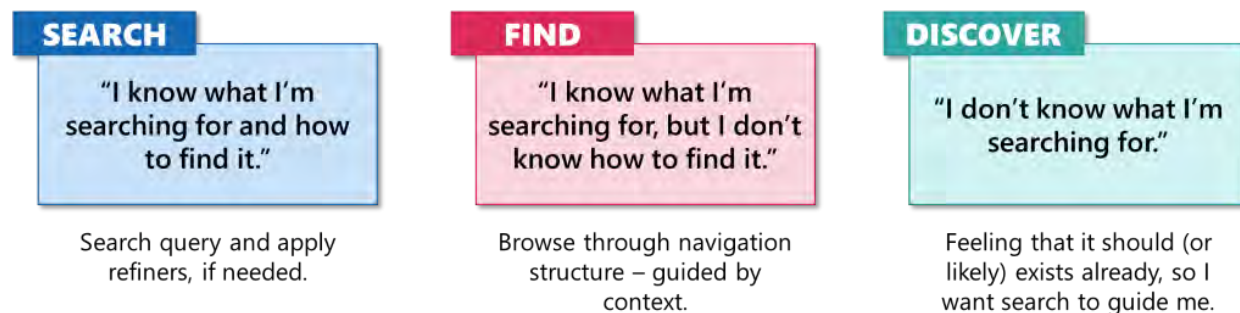 SEARCH
“I know what I’m
searching for and how
to find it.”
Search query and apply
refiners, if needed.
FIND
“I know what I’m
searching for, but I don’t
know how to find it.”
Browse through navigation
structure – guided by
context.
DISCOVER
“I don’t know what I’m
searching for.”
Feeling that it should (or
likely) exists already, so I
want search to guide me.